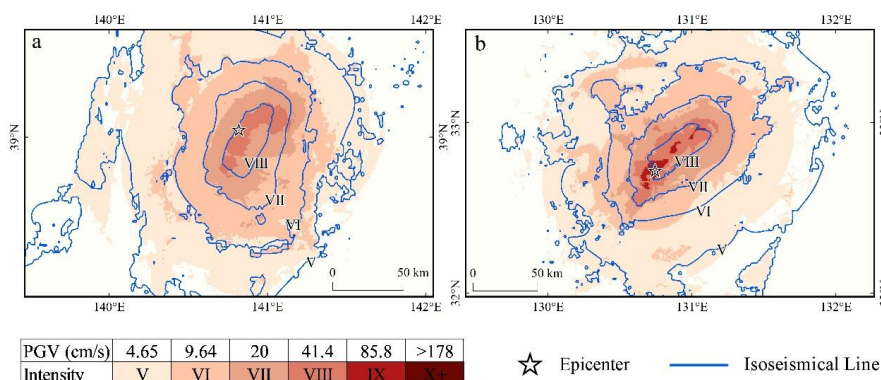 140°E 141°E 142°E 130°E 131°E 132°E
a b
39°N 39°N 33°N
VIII VIII
VII VII
VI VI
V V
0 50 km 0 50 km
32°N
140°E 141°E 142°E 130°E 131°E 132°E
PGV (cm/s) 4.65 9.64 20 41.4 85.8 >178
Intensity V VI VII VIII IX X+
Epicenter Isoseismical Line